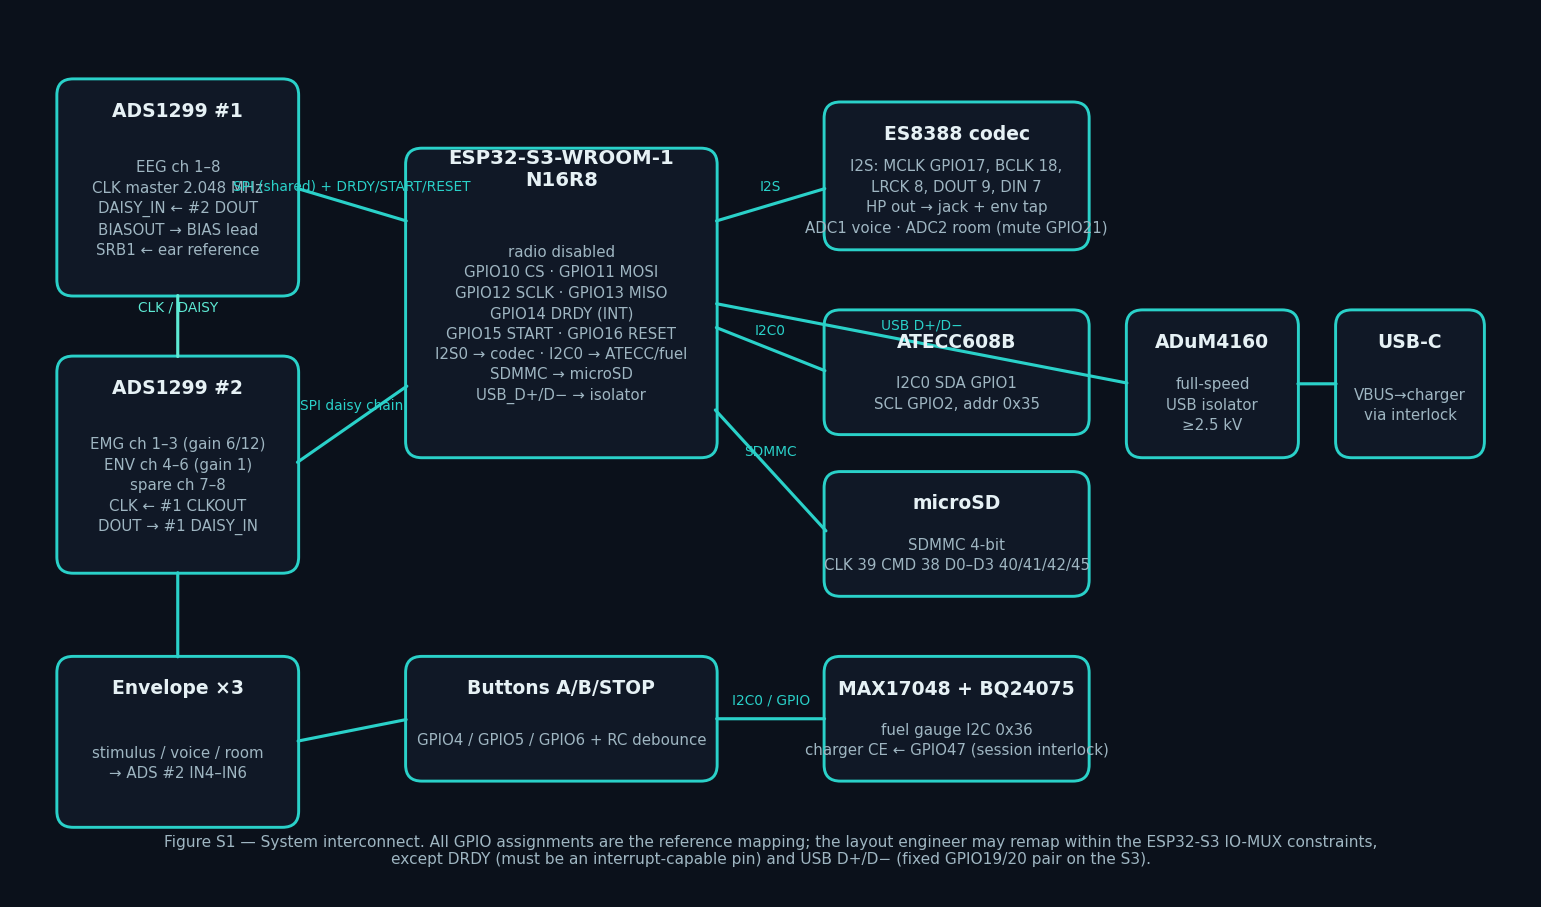 ADS1299 #1
EEG ch 1–8
CLK master 2.048 MHz
DAISY_IN ← #2 DOUT
BIASOUT → BIAS lead
SRB1 ← ear reference
SPI (shared) + DRDY/START/RESET
CLK / DAISY
ADS1299 #2
EMG ch 1–3 (gain 6/12)
ENV ch 4–6 (gain 1)
spare ch 7–8
CLK ← #1 CLKOUT
DOUT → #1 DAISY_IN
SPI daisy chain
ESP32-S3-WROOM-1
N16R8
radio disabled
GPIO10 CS · GPIO11 MOSI
GPIO12 SCLK · GPIO13 MISO
GPIO14 DRDY (INT)
GPIO15 START · GPIO16 RESET
I2S0 → codec · I2C0 → ATECC/fuel
SDMMC → microSD
USB_D+/D− → isolator
I2S
ES8388 codec
I2S: MCLK GPIO17, BCLK 18,
LRCK 8, DOUT 9, DIN 7
HP out → jack + env tap
ADC1 voice · ADC2 room (mute GPIO21)
USB D+/D−
I2C0
ATECC608B
I2C0 SDA GPIO1
SCL GPIO2, addr 0x35
ADuM4160
full-speed
USB isolator
≥2.5 kV
USB-C
VBUS→charger
via interlock
SDMMC
microSD
SDMMC 4-bit
CLK 39 CMD 38 D0–D3 40/41/42/45
Envelope ×3
stimulus / voice / room
→ ADS #2 IN4–IN6
Buttons A/B/STOP
GPIO4 / GPIO5 / GPIO6 + RC debounce
I2C0 / GPIO
MAX17048 + BQ24075
fuel gauge I2C 0x36
charger CE ← GPIO47 (session interlock)
Figure S1 — System interconnect. All GPIO assignments are the reference mapping; the layout engineer may remap within the ESP32-S3 IO-MUX constraints,
except DRDY (must be an interrupt-capable pin) and USB D+/D− (fixed GPIO19/20 pair on the S3).